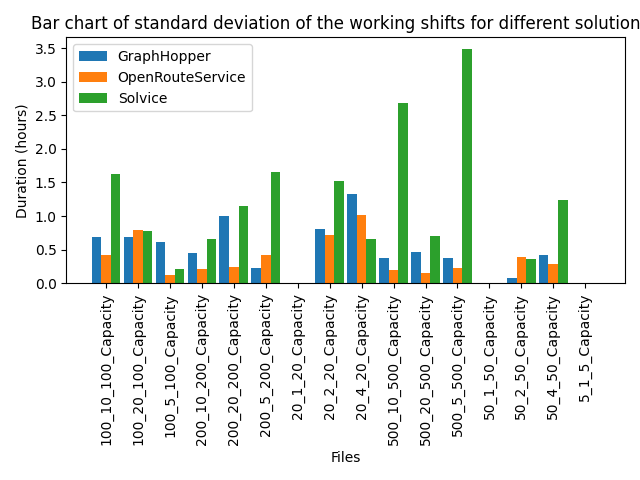 Bar chart of standard deviation of the working shifts for different solution
GraphHopper
OpenRouteService
Solvice
Duration (hours)
3.5
3.0
2.5
2.0
1.5
1.0
0.5
0.0
100_10_100_Capacity
100_20_100_Capacity
100_5_100_Capacity
200_10_200_Capacity
200_20_200_Capacity
200_5_200_Capacity
20_1_20_Capacity
20_2_20_Capacity
20_4_20_Capacity
500_10_500_Capacity
500_20_500_Capacity
500_5_500_Capacity
50_1_50_Capacity
50_2_50_Capacity
50_4_50_Capacity
5_1_5_Capacity
Files